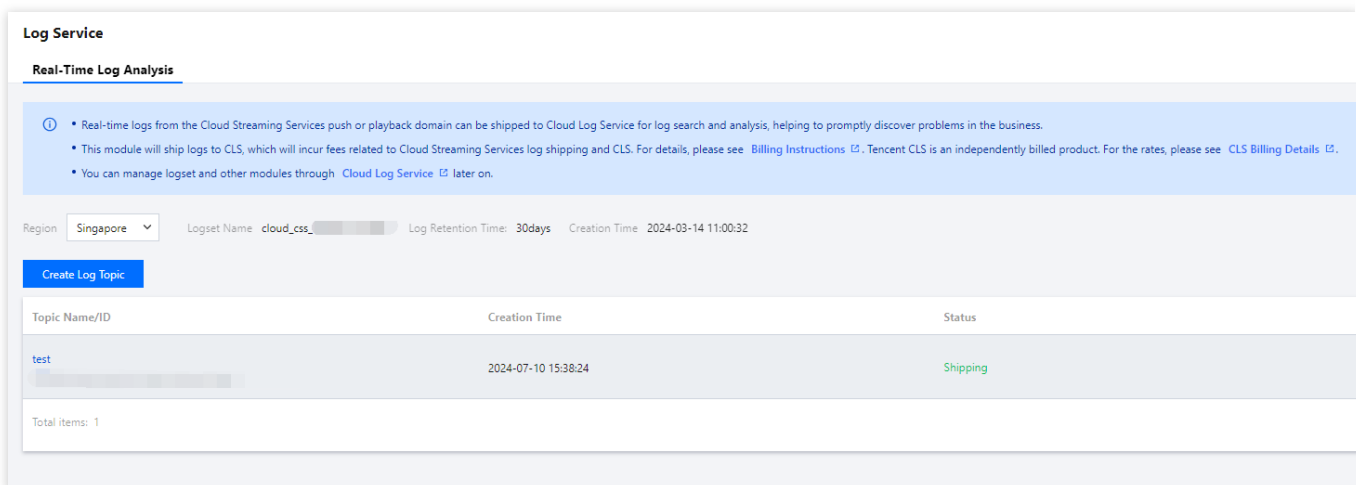 Log Service
Real-Time Log Analysis
• Real-time logs from the Cloud Streaming Services push or playback domain can be shipped to Cloud Log Service for log search and analysis, helping to promptly discover problems in the business.
• This module will ship logs to CLS, which will incur fees related to Cloud Streaming Services log shipping and CLS. For details, please see Billing Instructions. Tencent CLS is an independently billed product. For the rates, please see CLS Billing Details.
• You can manage logset and other modules through Cloud Log Service later on.
Region Singapore Logset Name cloud_css_ Log Retention Time: 30days Creation Time 2024-03-14 11:00:32
Create Log Topic
Topic Name/ID Creation Time Status
test
2024-07-10 15:38:24 Shipping
Total items: 1